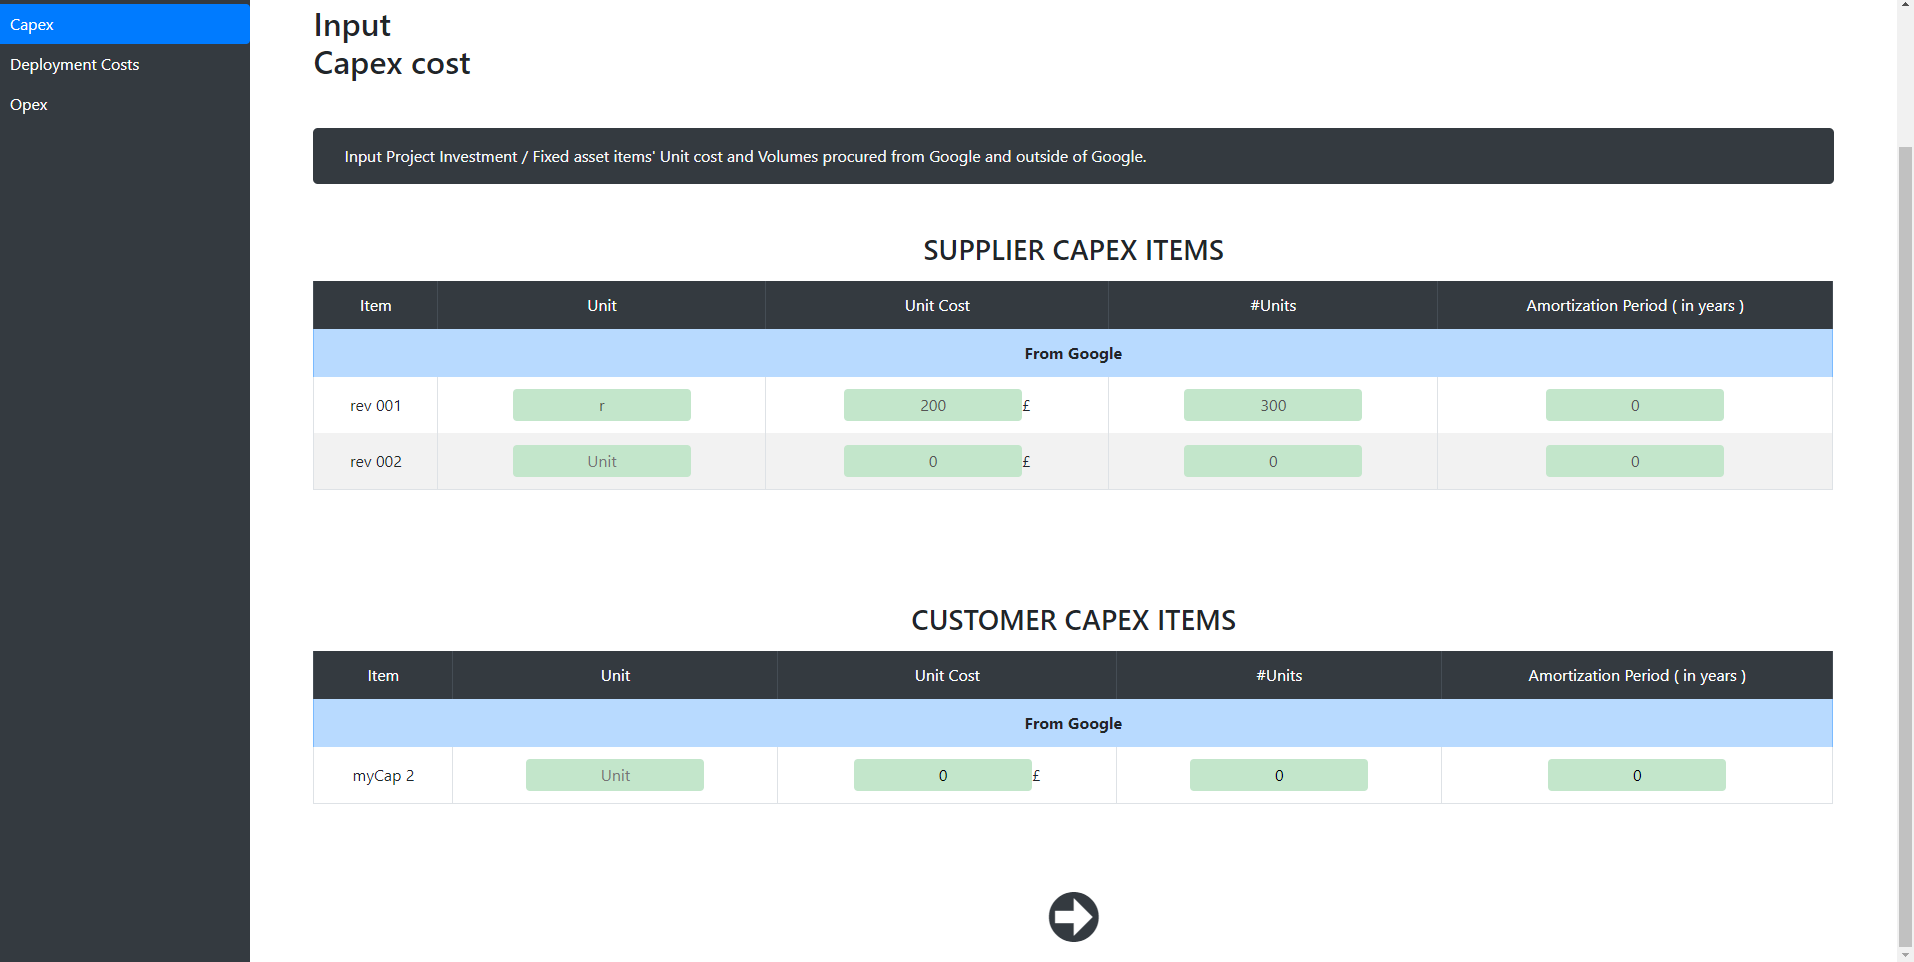 Capex
Deployment Costs
Opex
Input
Capex cost
Input Project Investment / Fixed asset items' Unit cost and Volumes procured from Google and outside of Google.
SUPPLIER CAPEX ITEMS
Item Unit Unit Cost #Units Amortization Period ( in years )
From Google
rev 001 r 200 £ 300 0
rev 002 Unit 0 £ 0 0
CUSTOMER CAPEX ITEMS
Item Unit Unit Cost #Units Amortization Period ( in years )
From Google
myCap 2 Unit 0 £ 0 0